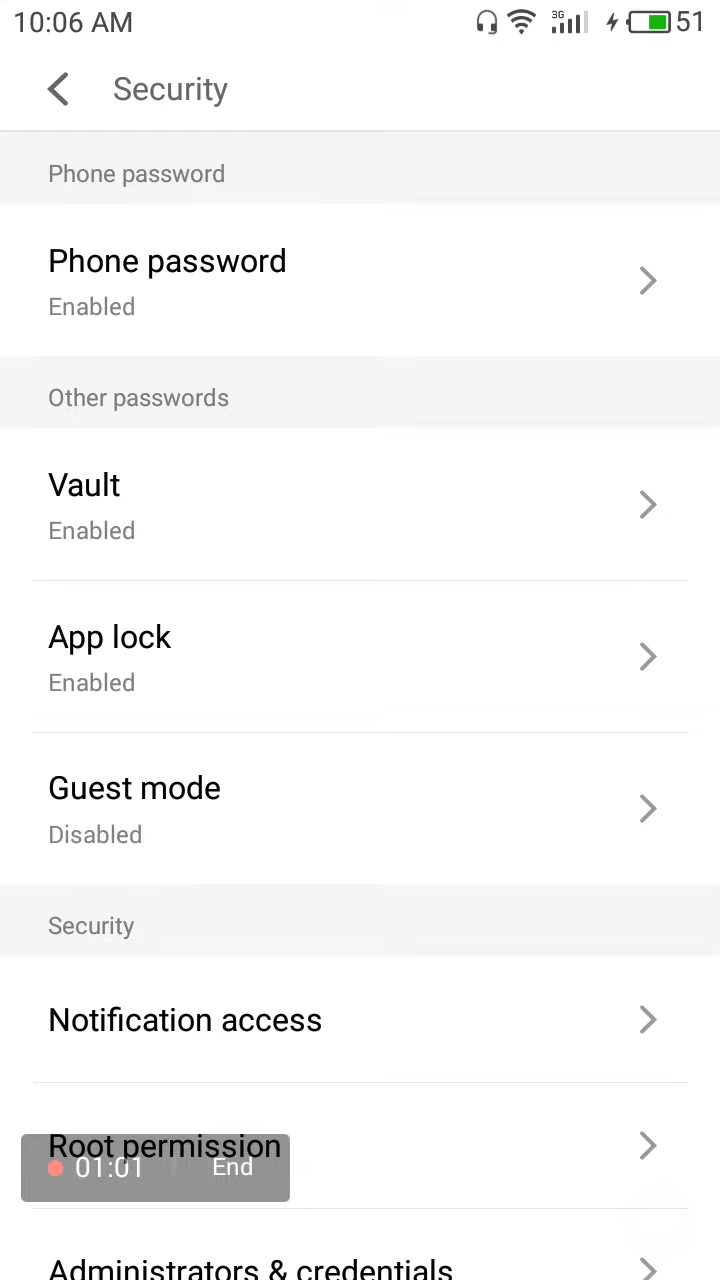 10:06 AM
3G
51
Security
Phone password
Phone password
Enabled
Other passwords
Vault
Enabled
App lock
Enabled
Guest mode
Disabled
Security
Notification access
Root permission
01:01
End
Administrators & credentials